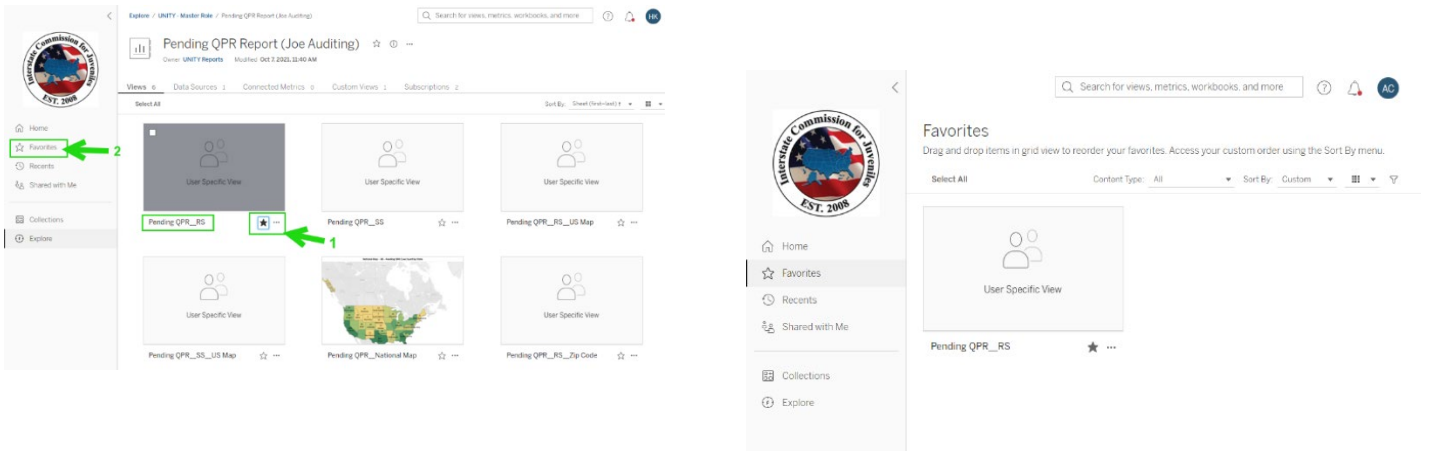 Explore / UNITY - Master Role / Pending QPR Report (Joe Auditing)
Search for views, metrics, workbooks, and more
HK
Pending QPR Report (Joe Auditing)
Owner UNITY Reports Modified Oct 7, 2021, 11:40 AM
Interstate Commission for Juveniles
EST. 2008
Views 6 Data Sources 1 Connected Metrics 0 Custom Views 1 Subscriptions 2
Select All
Sort By: Sheet (first–last)
Home
Favorites
2
Recents
Shared with Me
Collections
Explore
User Specific View
User Specific View
User Specific View
Pending QPR__RS
Pending QPR__SS
Pending QPR__RS__US Map
1
User Specific View
User Specific View
Pending QPR__SS__US Map
Pending QPR__National Map
Pending QPR__RS__Zip Code
Search for views, metrics, workbooks, and more
AC
Interstate Commission for Juveniles
EST. 2008
Favorites
Drag and drop items in grid view to reorder your favorites. Access your custom order using the Sort By menu.
Select All Content Type: All Sort By: Custom
Home
Favorites
Recents
Shared with Me
Collections
Explore
User Specific View
Pending QPR__RS